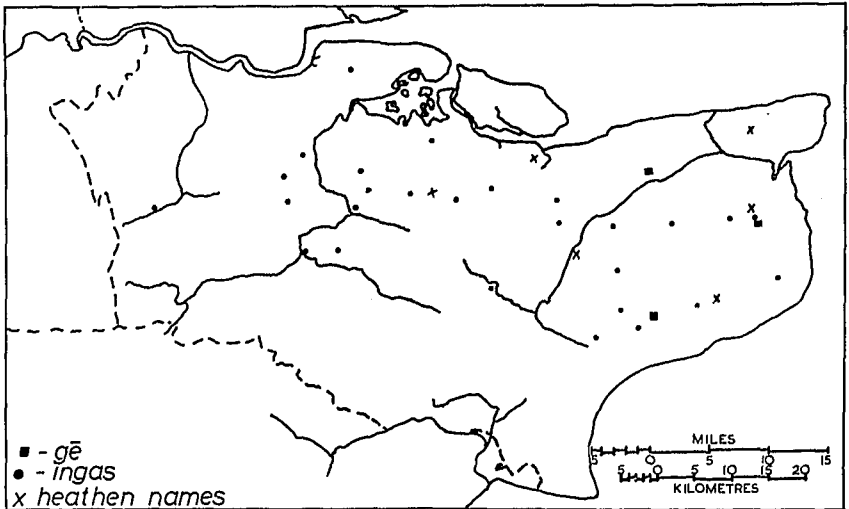 ■ - gē
● - ingas
x heathen names
MILES
5 0 5 10 15
5 0 5 10 15 20
KILOMETRES